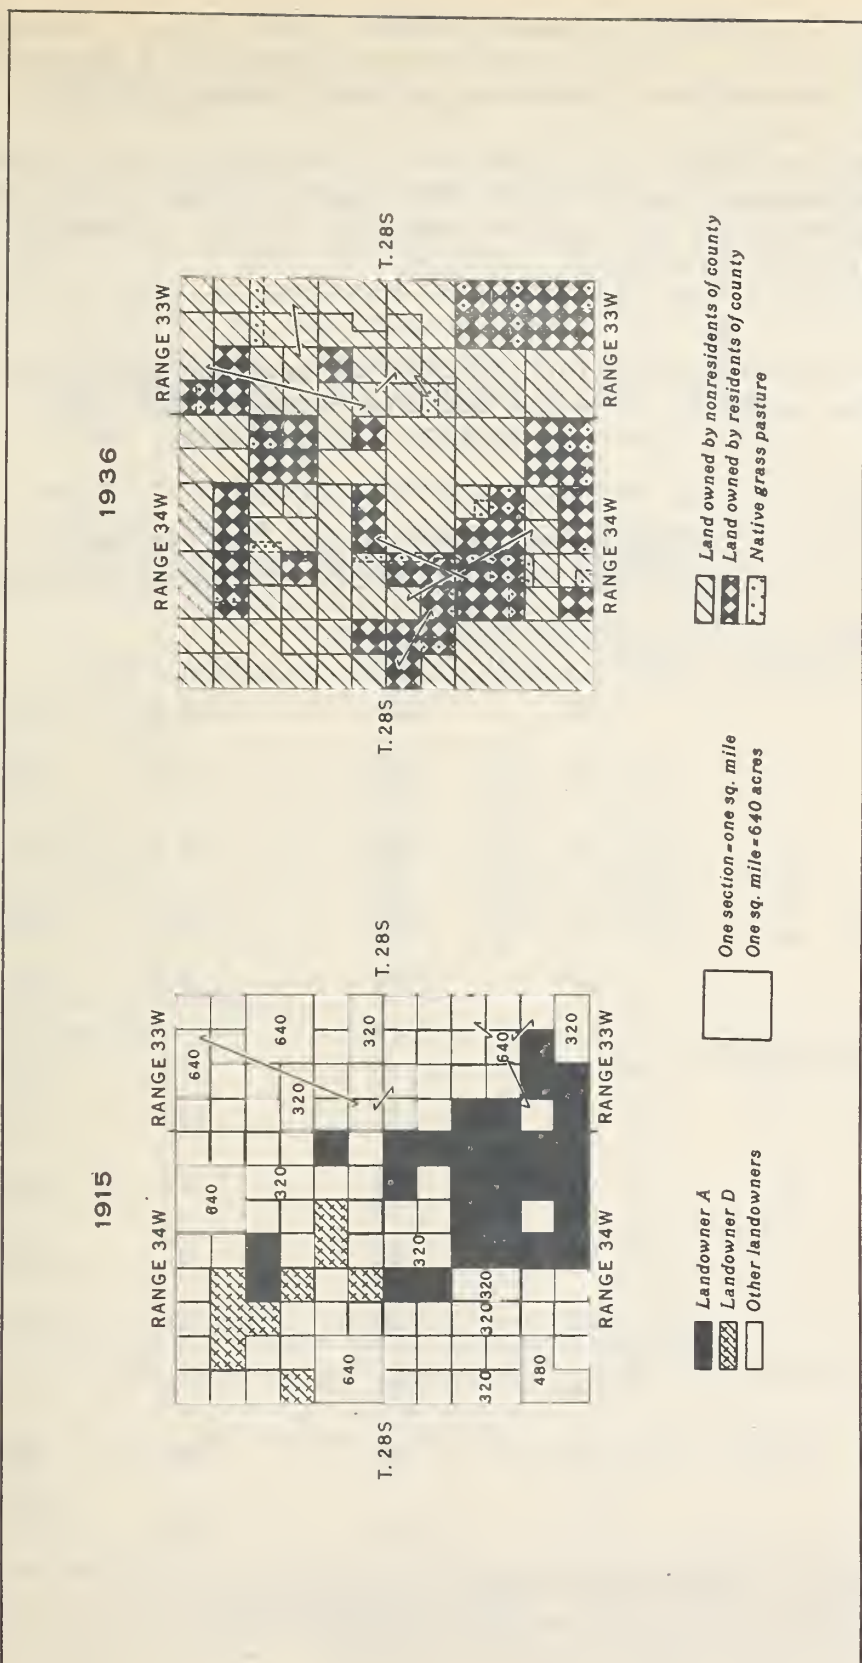 1915
RANGE 34W
RANGE 33W
640
640
640
320
320
T. 28S
T. 28S
320
640
320
640
320
320
320
480
320
RANGE 34W
RANGE 33W
Landowner A
Landowner D
Other landowners
One section=one sq. mile
One sq. mile=640 acres
1936
RANGE 34W
RANGE 33W
T. 28S
T. 28S
RANGE 34W
RANGE 33W
Land owned by nonresidents of county
Land owned by residents of county
Native grass pasture